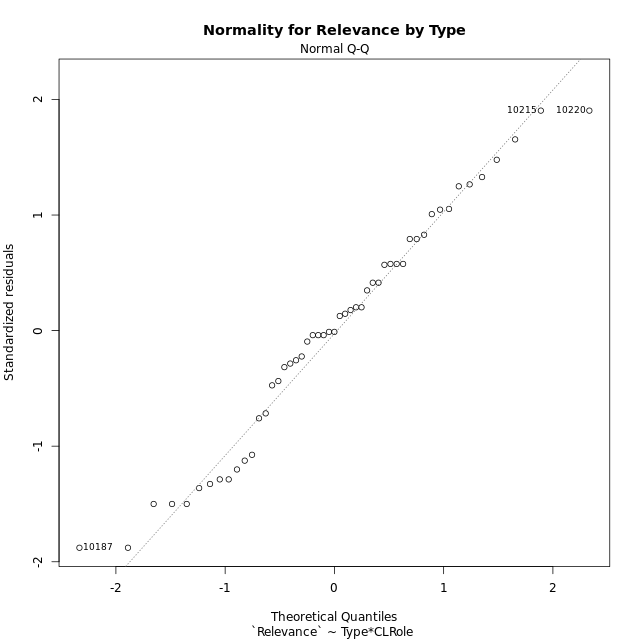 Normality for Relevance by Type
Normal Q-Q
2
1
0
-1
-2
Standardized residuals
10215
10220
10187
-2 -1 0 1 2
Theoretical Quantiles
`Relevance` ~ Type*CLRole